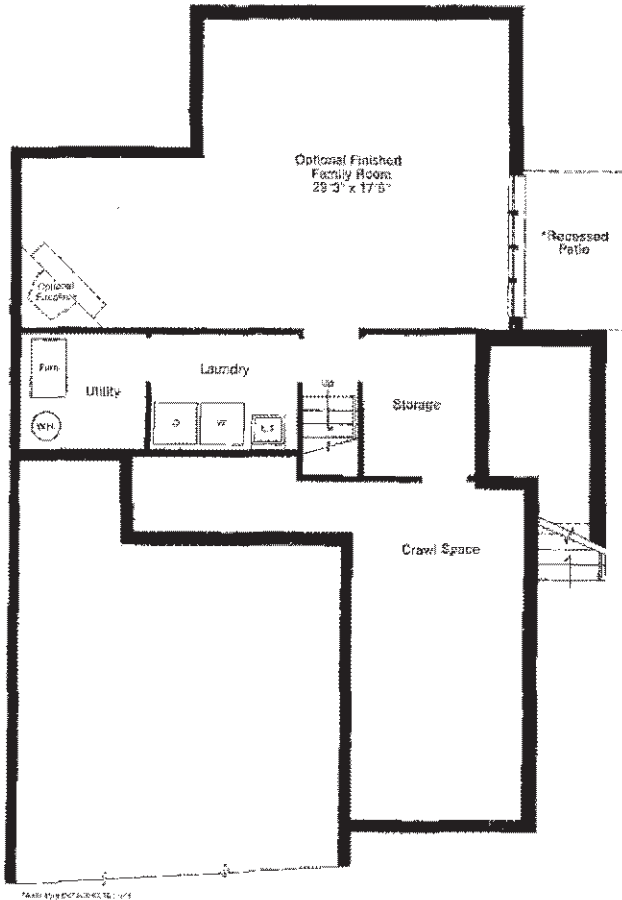 Optional Finished
Family Room
29'3" x 17'6"
*Recessed
Patio
Optional
Fireplace
Furn
Utility
Laundry
Up
Storage
W.H.
D
W
L.T.
Crawl Space